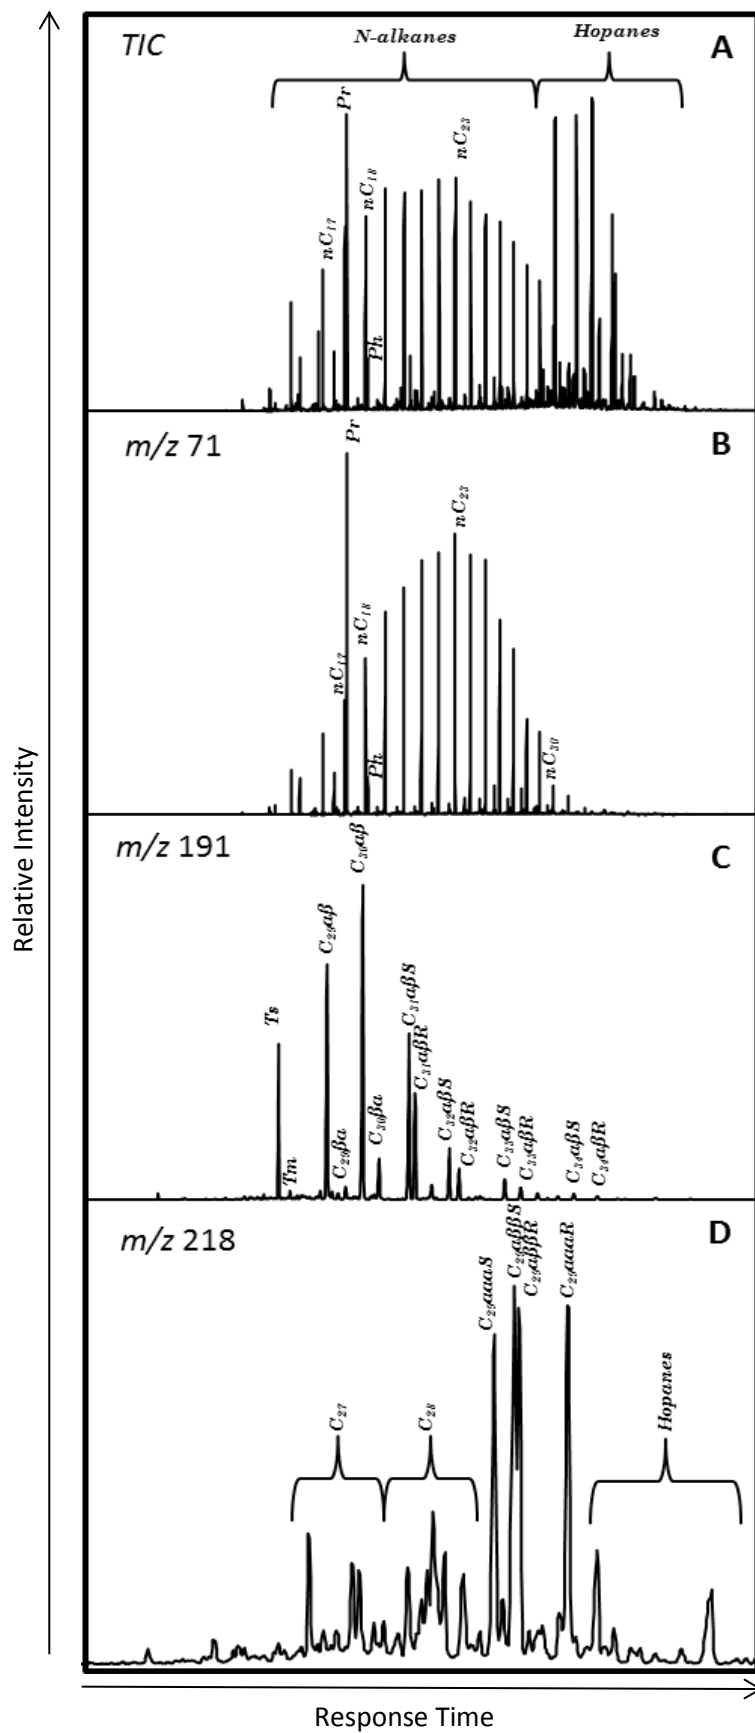 TIC
N-alkanes
Hopanes
A
Pr
nC₁₇
nC₁₈
Ph
nC₂₃
m/z 71
B
Pr
nC₁₇
nC₁₈
Ph
nC₂₃
nC₃₀
m/z 191
C
Ts
Tm
C₂₉αβ
C₂₉βα
C₃₀αβ
C₃₀βα
C₃₁αβS
C₃₁αβR
C₃₂αβS
C₃₂αβR
C₃₃αβS
C₃₃αβR
C₃₄αβS
C₃₄αβR
m/z 218
D
C₂₇
C₂₈
C₂₉αααS
C₂₉αββS
C₂₉αββR
C₂₉αααR
Hopanes
Relative Intensity
Response Time